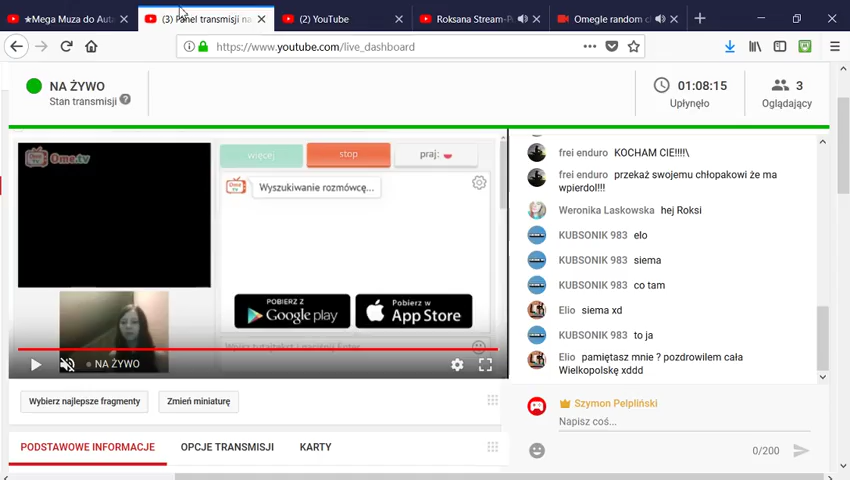 ★Mega Muza do Auta
(3) Panel transmisji na
(2) YouTube
Roksana Stream-P
Omegle random c
https://www.youtube.com/live_dashboard
NA ŻYWO
Stan transmisji
01:08:15
Upłynęło
3
Oglądający
Ome.tv
więcej
stop
praj:
Wyszukiwanie rozmówcę...
POBIERZ Z
Google play
Pobierz w
App Store
NA ŻYWO
frei enduro KOCHAM CIE!!!!\
frei enduro przekaż swojemu chłopakowi że ma
wpierdol!!!
Weronika Laskowska hej Roksi
KUBSONIK 983 elo
KUBSONIK 983 siema
KUBSONIK 983 co tam
Elio siema xd
KUBSONIK 983 to ja
Elio pamiętasz mnie ? pozdrowilem cała
Wielkopolskę xddd
Wybierz najlepsze fragmenty
Zmień miniaturę
Szymon Pelpliński
Napisz coś...
0/200
PODSTAWOWE INFORMACJE
OPCJE TRANSMISJI
KARTY